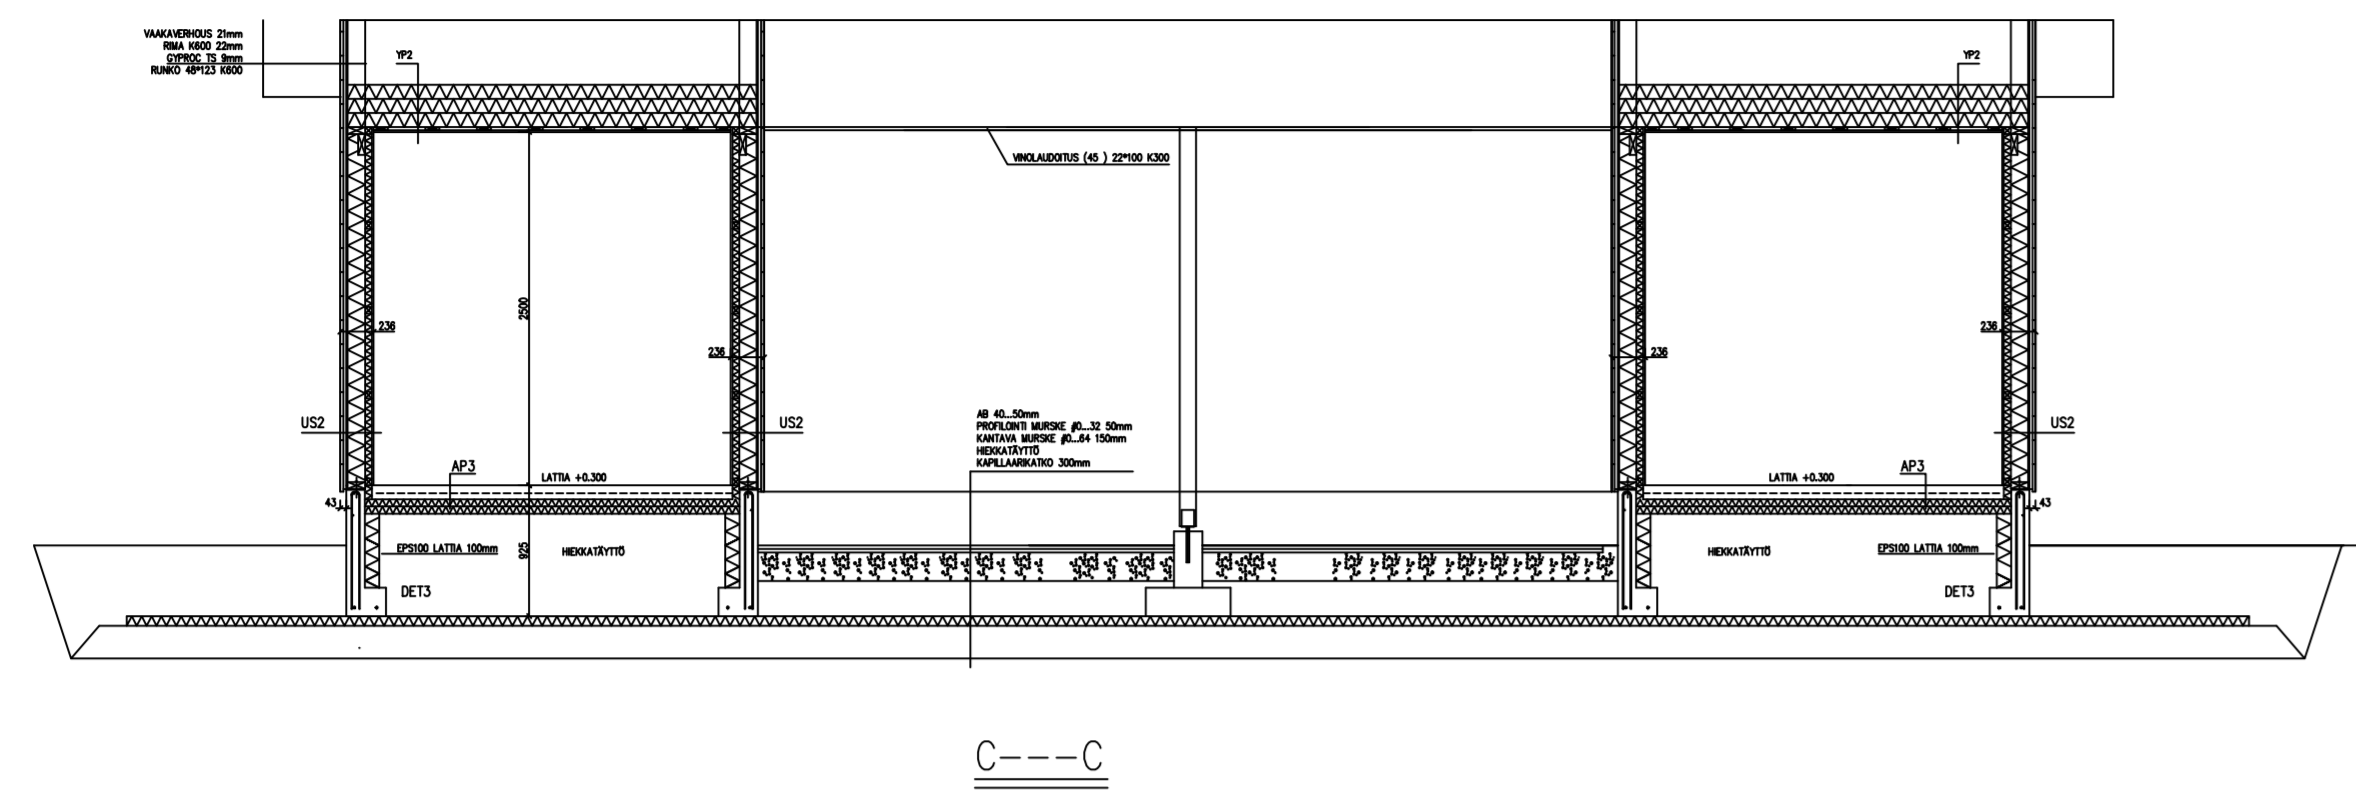 VAAKAVERHOUS 21mm
RIMA K600 22mm
GYPROC TS 9mm
RUNKO 48*123 K600
YP2
YP2
VINOLAUDOITUS (45 ) 22*100 K300
2500
236
236
236
236
US2
US2
US2
AB 40...50mm
PROFILOINTI MURSKE #0...32 50mm
KANTAVA MURSKE #0...64 150mm
HIEKKATÄYTTÖ
KAPILLAARIKATKO 300mm
AP3
LATTIA +0.300
AP3
LATTIA +0.300
43
43
EPS100 LATTIA 100mm
HIEKKATÄYTTÖ
925
HIEKKATÄYTTÖ
EPS100 LATTIA 100mm
DET3
DET3
C---C